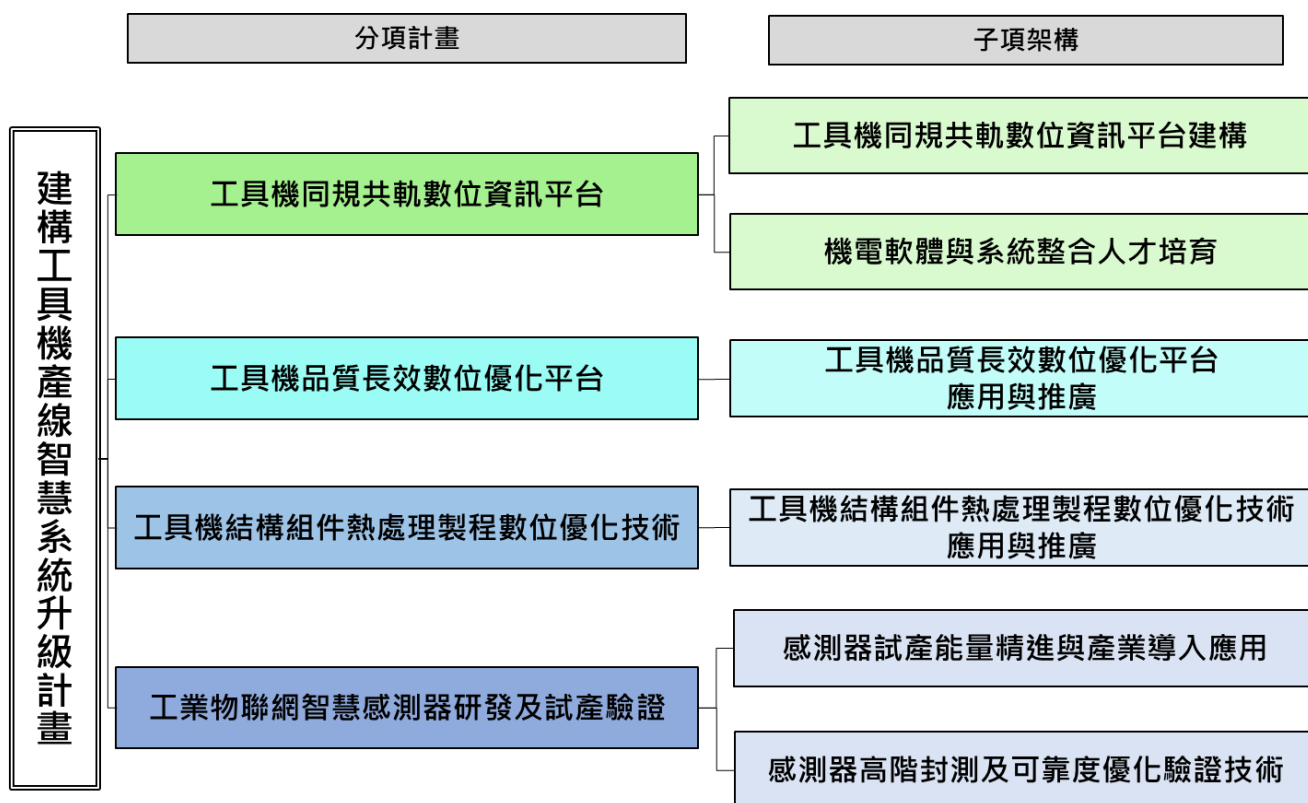 分項計畫
子項架構
建構工具機產線智慧系統升級計畫
工具機同規共軌數位資訊平台
工具機同規共軌數位資訊平台建構
機電軟體與系統整合人才培育
工具機品質長效數位優化平台
工具機品質長效數位優化平台
應用與推廣
工具機結構組件熱處理製程數位優化技術
工具機結構組件熱處理製程數位優化技術
應用與推廣
工業物聯網智慧感測器研發及試產驗證
感測器試產能量精進與產業導入應用
感測器高階封測及可靠度優化驗證技術